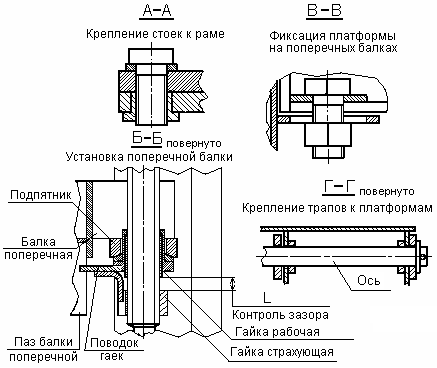 А–А
Крепление стоек к раме
В–В
Фиксация платформы
на поперечных балках
Б–Б повернуто
Установка поперечной балки
Г–Г повернуто
Крепление трапов к платформам
Подпятник
Балка
поперечная
Паз балки
поперечной
Поводок
гаек
L
Контроль зазора
Гайка рабочая
Гайка страхующая
Ось